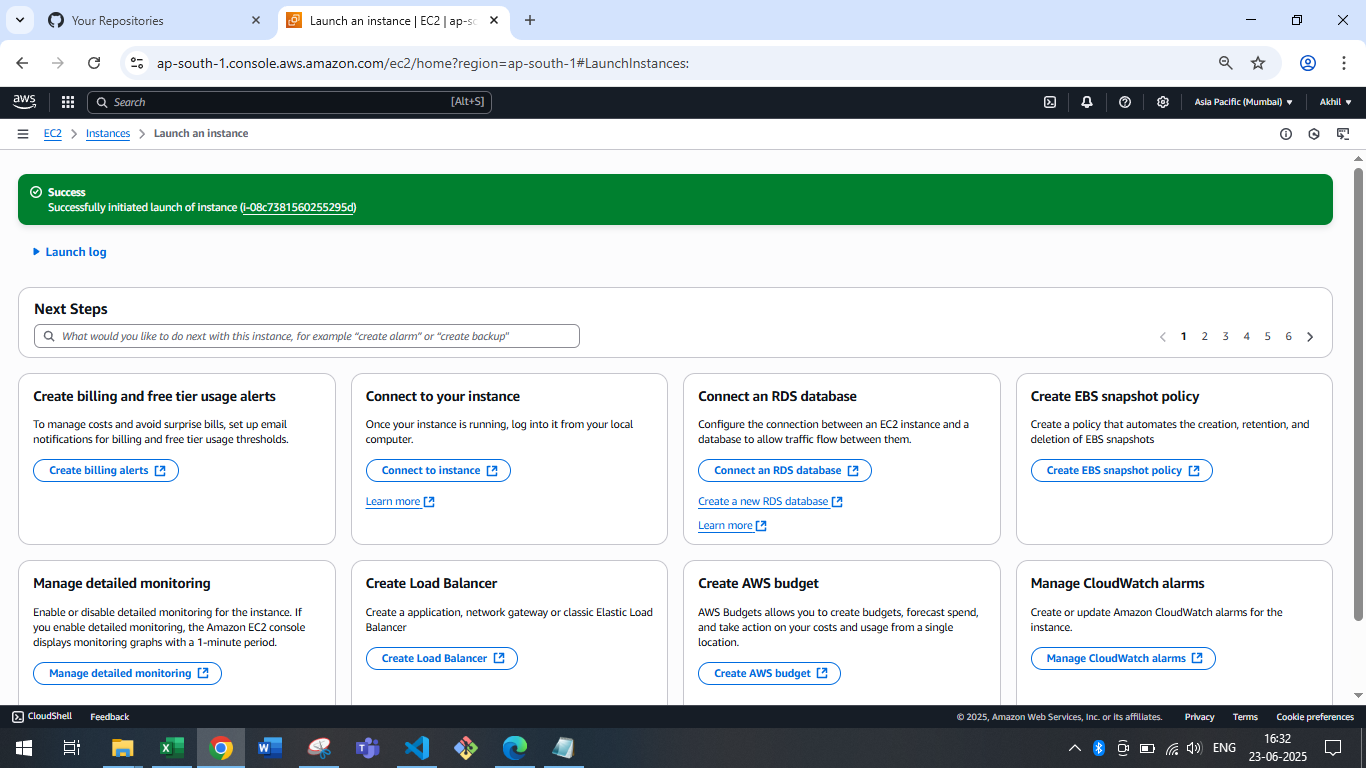 Your Repositories
Launch an instance | EC2 | ap-so
ap-south-1.console.aws.amazon.com/ec2/home?region=ap-south-1#LaunchInstances:
aws
Search
[Alt+S]
Asia Pacific (Mumbai)
Akhil
EC2
Instances
Launch an instance
Success
Successfully initiated launch of instance (i-08c7381560255295d)
Launch log
Next Steps
What would you like to do next with this instance, for example "create alarm" or "create backup"
1 2 3 4 5 6
Create billing and free tier usage alerts
To manage costs and avoid surprise bills, set up email
notifications for billing and free tier usage thresholds.
Create billing alerts
Connect to your instance
Once your instance is running, log into it from your local
computer.
Connect to instance
Learn more
Connect an RDS database
Configure the connection between an EC2 instance and a
database to allow traffic flow between them.
Connect an RDS database
Create a new RDS database
Learn more
Create EBS snapshot policy
Create a policy that automates the creation, retention, and
deletion of EBS snapshots
Create EBS snapshot policy
Manage detailed monitoring
Enable or disable detailed monitoring for the instance. If
you enable detailed monitoring, the Amazon EC2 console
displays monitoring graphs with a 1-minute period.
Manage detailed monitoring
Create Load Balancer
Create a application, network gateway or classic Elastic Load
Balancer
Create Load Balancer
Create AWS budget
AWS Budgets allows you to create budgets, forecast spend,
and take action on your costs and usage from a single
location.
Create AWS budget
Manage CloudWatch alarms
Create or update Amazon CloudWatch alarms for the
instance.
Manage CloudWatch alarms
CloudShell
Feedback
© 2025, Amazon Web Services, Inc. or its affiliates.
Privacy
Terms
Cookie preferences
ENG
16:32
23-06-2025